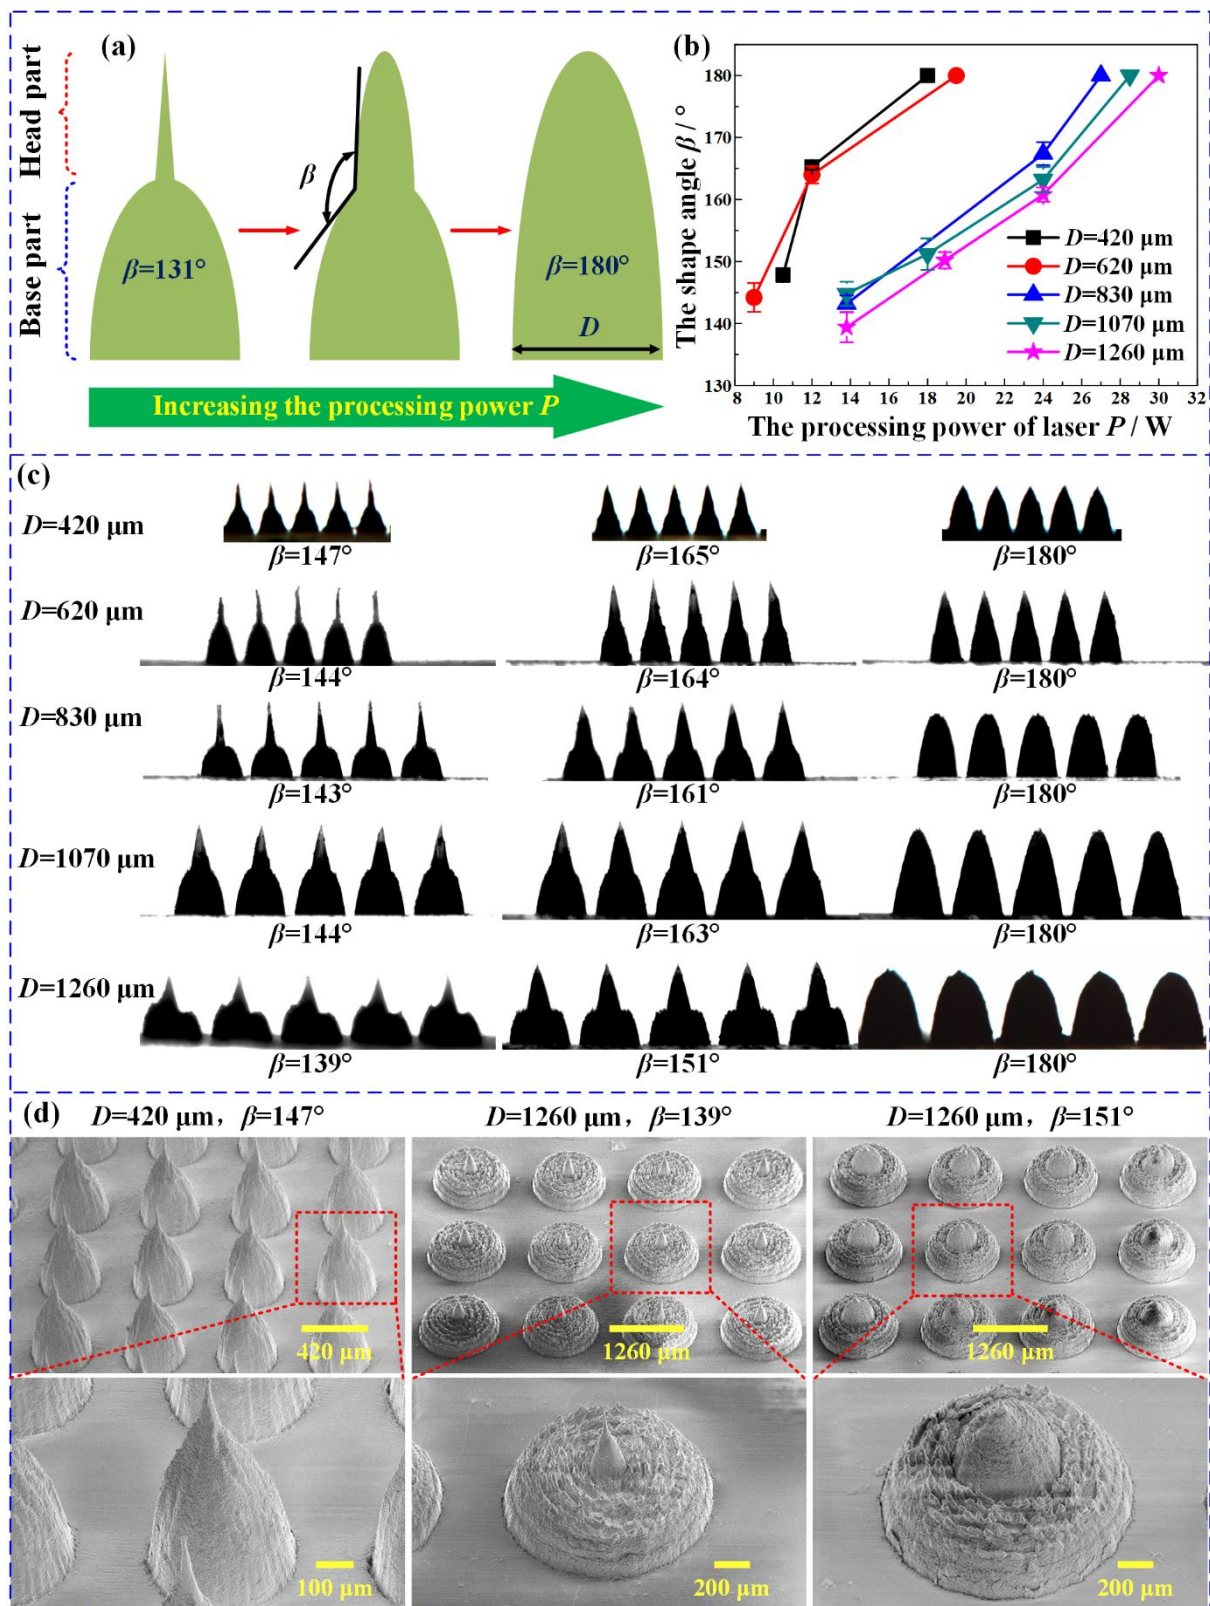 (a)
Head part
Base part
β
β=131°
β=180°
D
Increasing the processing power P
(b)
The shape angle β / °
180
170
160
150
140
130
D=420 μm
D=620 μm
D=830 μm
D=1070 μm
D=1260 μm
8 10 12 14 16 18 20 22 24 26 28 30 32
The processing power of laser P / W
(c)
D=420 μm
β=147° β=165° β=180°
D=620 μm
β=144° β=164° β=180°
D=830 μm
β=143° β=161° β=180°
D=1070 μm
β=144° β=163° β=180°
D=1260 μm
β=139° β=151° β=180°
(d)
D=420 μm, β=147° D=1260 μm, β=139° D=1260 μm, β=151°
420 μm 1260 μm 1260 μm
100 μm 200 μm 200 μm